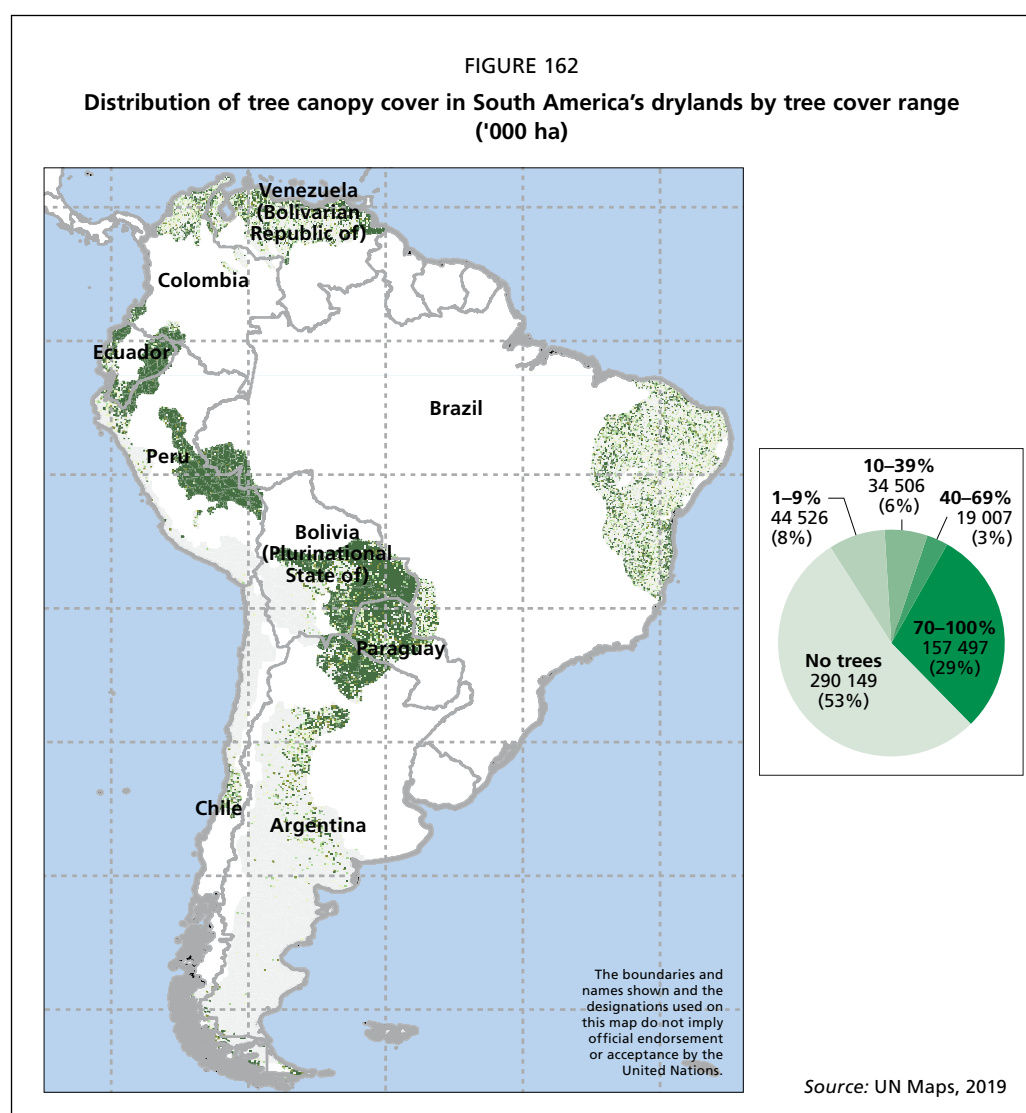 FIGURE 162
Distribution of tree canopy cover in South America’s drylands by tree cover range
('000 ha)
Venezuela
(Bolivarian
Republic of)
Colombia
Ecuador
Brazil
Peru
Bolivia
(Plurinational
State of)
Paraguay
Chile
Argentina
10–39%
34 506
(6%)
1–9%
44 526
(8%)
40–69%
19 007
(3%)
70–100%
157 497
(29%)
No trees
290 149
(53%)
The boundaries and
names shown and the
designations used on
this map do not imply
official endorsement
or acceptance by the
United Nations.
Source: UN Maps, 2019